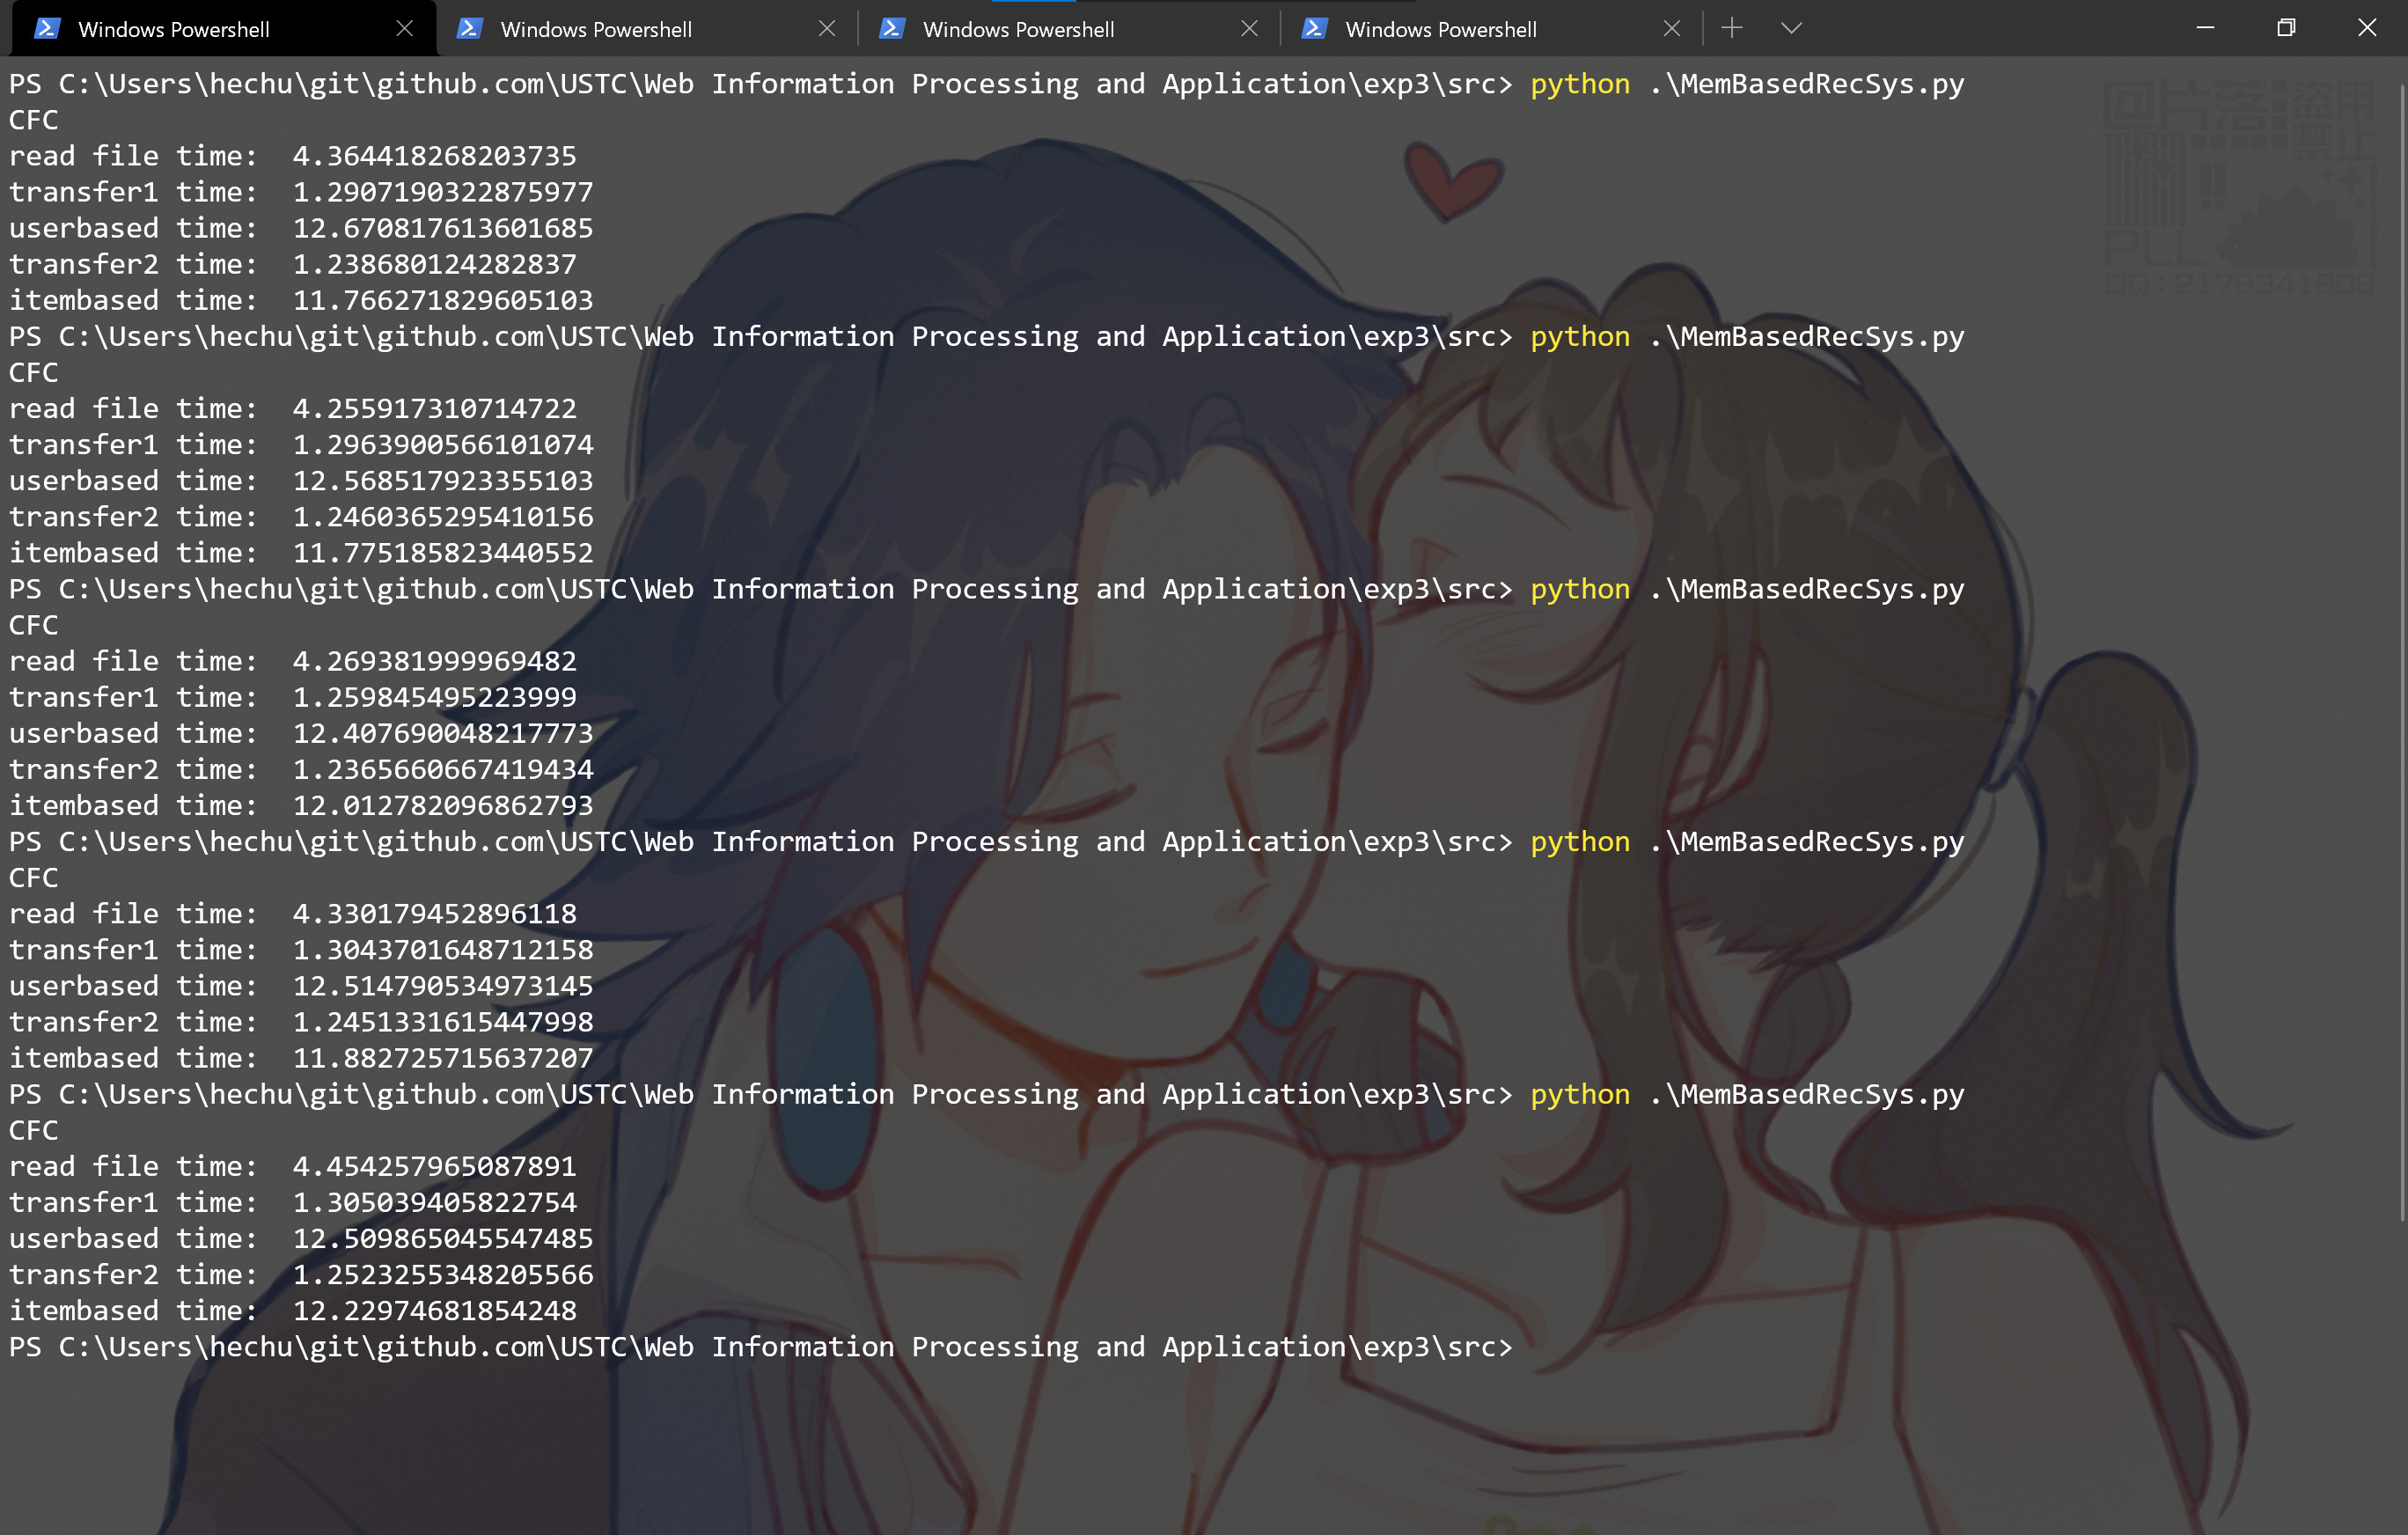 Windows Powershell
Windows Powershell
Windows Powershell
Windows Powershell
PS C:\Users\hechu\git\github.com\USTC\Web Information Processing and Application\exp3\src> python .\MemBasedRecSys.py
CFC
read file time:  4.364418268203735
transfer1 time:  1.2907190322875977
userbased time:  12.670817613601685
transfer2 time:  1.238680124282837
itembased time:  11.766271829605103
PS C:\Users\hechu\git\github.com\USTC\Web Information Processing and Application\exp3\src> python .\MemBasedRecSys.py
CFC
read file time:  4.255917310714722
transfer1 time:  1.2963900566101074
userbased time:  12.568517923355103
transfer2 time:  1.2460365295410156
itembased time:  11.775185823440552
PS C:\Users\hechu\git\github.com\USTC\Web Information Processing and Application\exp3\src> python .\MemBasedRecSys.py
CFC
read file time:  4.269381999969482
transfer1 time:  1.259845495223999
userbased time:  12.407690048217773
transfer2 time:  1.2365660667419434
itembased time:  12.012782096862793
PS C:\Users\hechu\git\github.com\USTC\Web Information Processing and Application\exp3\src> python .\MemBasedRecSys.py
CFC
read file time:  4.330179452896118
transfer1 time:  1.3043701648712158
userbased time:  12.514790534973145
transfer2 time:  1.2451331615447998
itembased time:  11.882725715637207
PS C:\Users\hechu\git\github.com\USTC\Web Information Processing and Application\exp3\src> python .\MemBasedRecSys.py
CFC
read file time:  4.454257965087891
transfer1 time:  1.305039405822754
userbased time:  12.509865045547485
transfer2 time:  1.2523255348205566
itembased time:  12.22974681854248
PS C:\Users\hechu\git\github.com\USTC\Web Information Processing and Application\exp3\src>
@片落
盗用
禁止
PLL